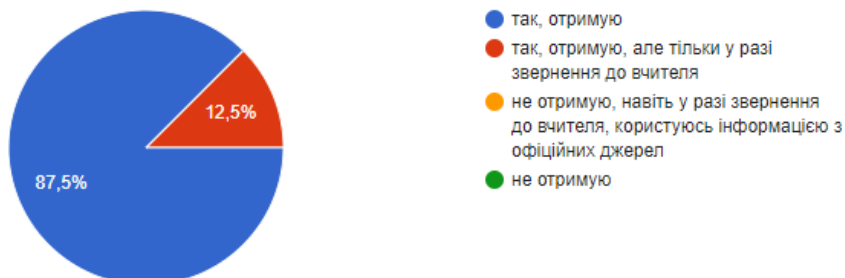 12,5%
87,5%
так, отримую
так, отримую, але тільки у разі
звернення до вчителя
не отримую, навіть у разі звернення
до вчителя, користуюсь інформацією з
офіційних джерел
не отримую